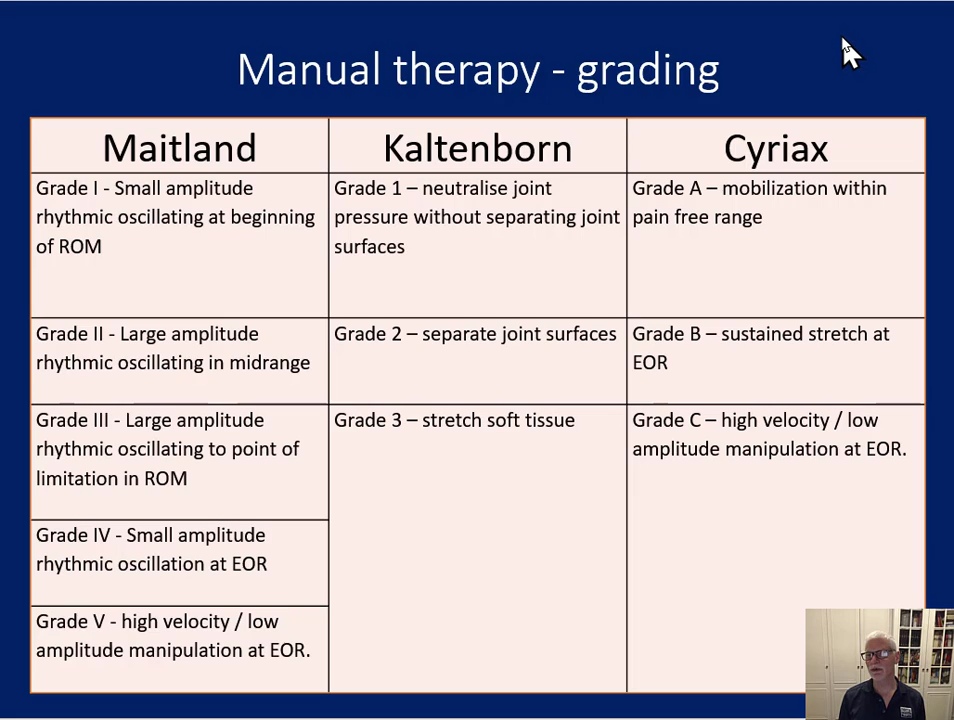 Manual therapy - grading
Maitland
Kaltenborn
Cyriax
Grade I - Small amplitude
rhythmic oscillating at beginning
of ROM
Grade 1 – neutralise joint
pressure without separating joint
surfaces
Grade A – mobilization within
pain free range
Grade II - Large amplitude
rhythmic oscillating in midrange
Grade 2 – separate joint surfaces
Grade B – sustained stretch at
EOR
Grade III - Large amplitude
rhythmic oscillating to point of
limitation in ROM
Grade 3 – stretch soft tissue
Grade C – high velocity / low
amplitude manipulation at EOR.
Grade IV - Small amplitude
rhythmic oscillation at EOR
Grade V - high velocity / low
amplitude manipulation at EOR.